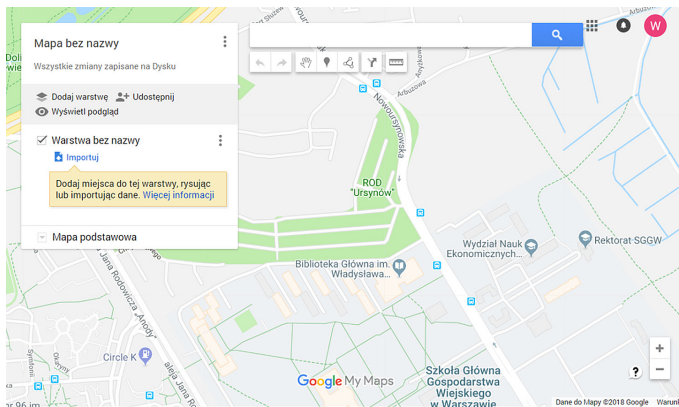 Mapa bez nazwy
Wszystkie zmiany zapisane na Dysku
Dodaj warstwę
Udostępnij
Wyświetl podgląd
Warstwa bez nazwy
Importuj
Dodaj miejsca do tej warstwy, rysując
lub importując dane. Więcej informacji
Mapa podstawowa
W
Arbuzowa
Nowoursynowska
ROD
"Ursynów"
Wydział Nauk
Ekonomicznych...
Rektorat SGGW
Biblioteka Główna im.
Władysława...
Jana Rodowicza „Anody"
Circle K
aleja Jana
Symfonii
Okaryny
Google My Maps
Szkoła Główna
Gospodarstwa
Wiejskiego
w Warszawie
?
+
−
Dane do Mapy ©2018 Google